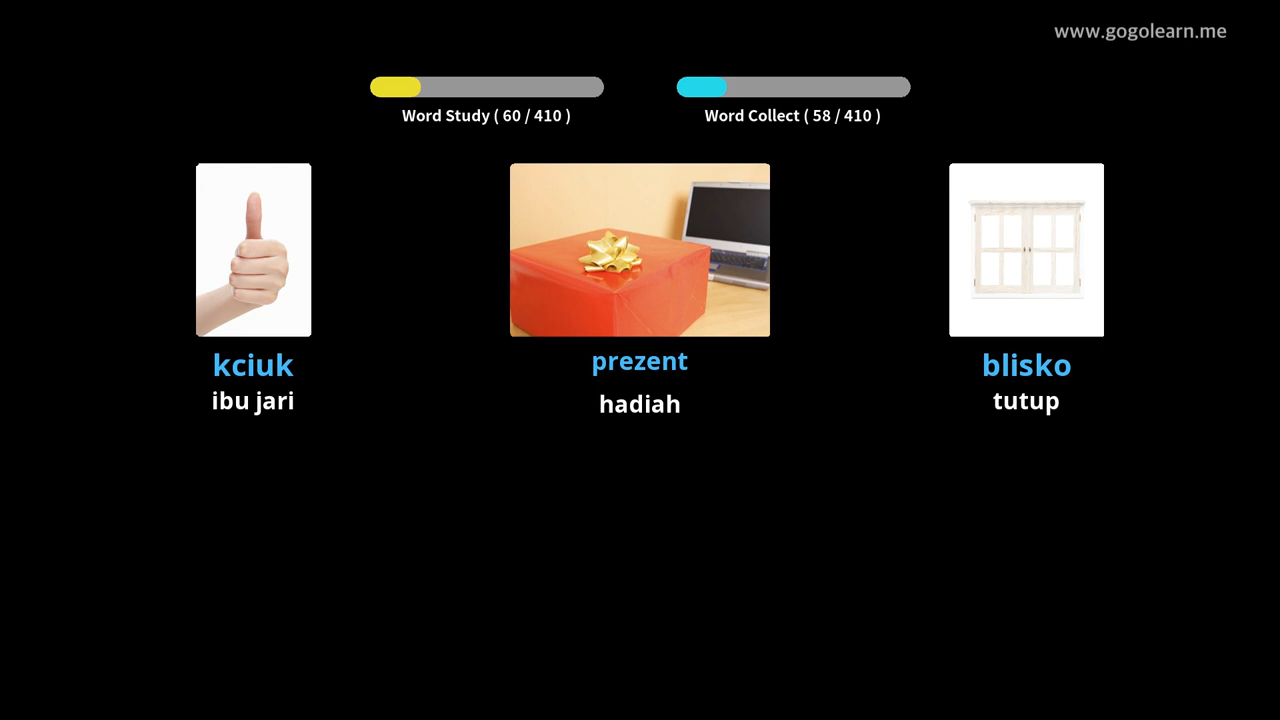 www.gogolearn.me
Word Study ( 60 / 410 )
Word Collect ( 58 / 410 )
kciuk
ibu jari
prezent
hadiah
blisko
tutup